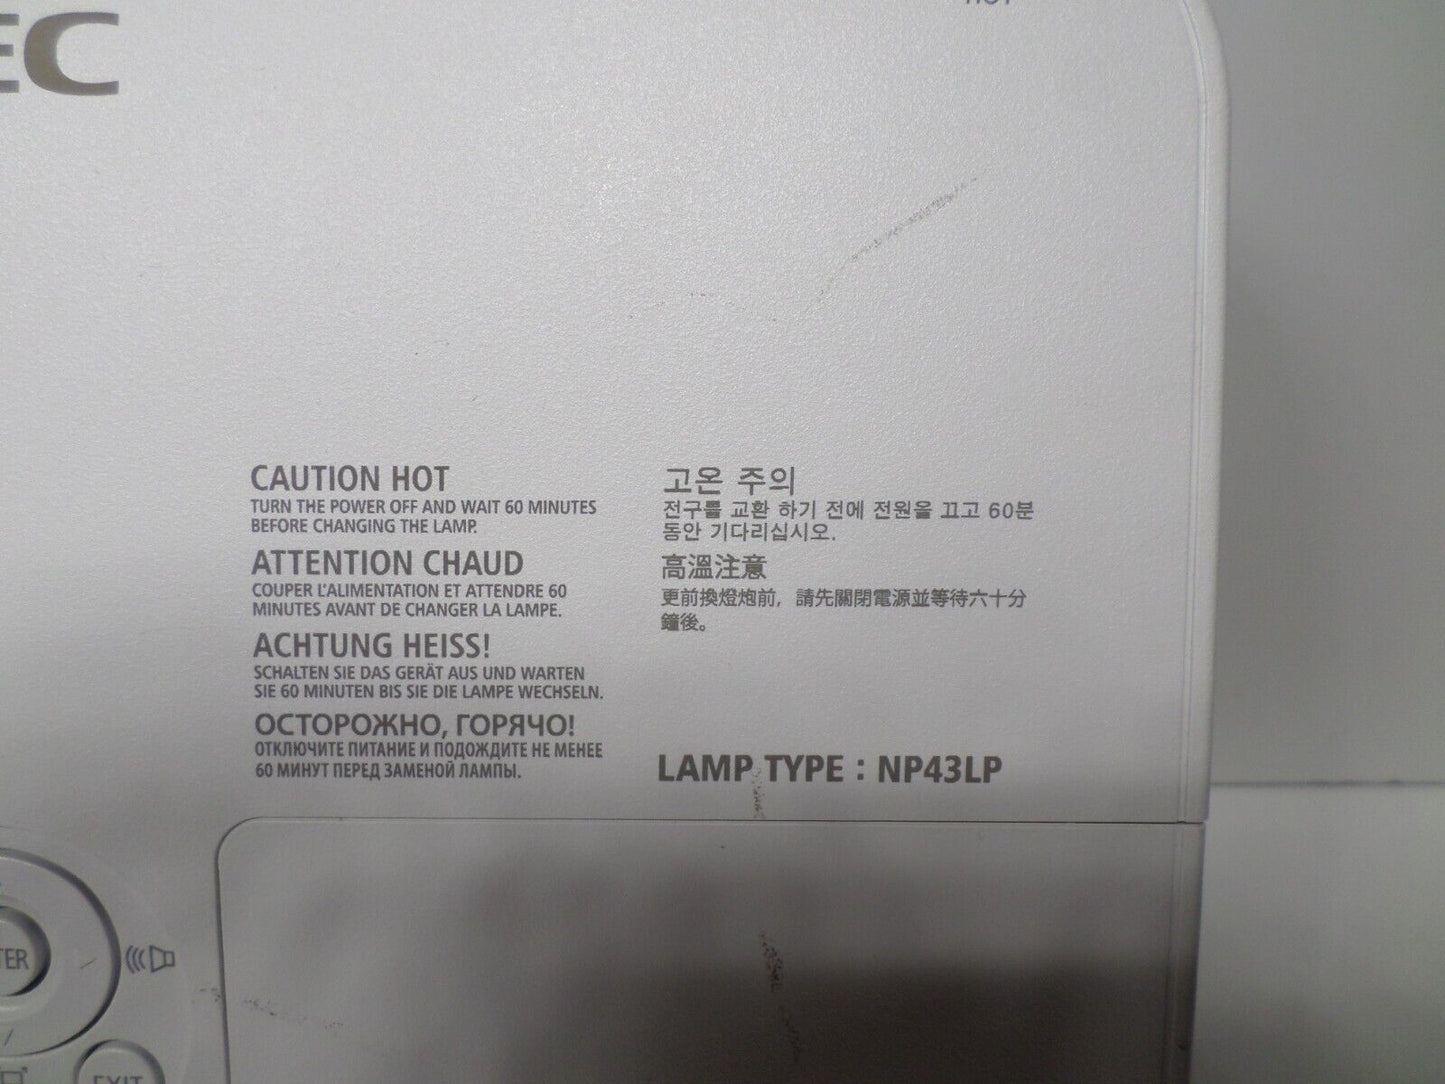 EC
CAUTION HOT
TURN THE POWER OFF AND WAIT 60 MINUTES
BEFORE CHANGING THE LAMP.
ATTENTION CHAUD
COUPER L'ALIMENTATION ET ATTENDRE 60
MINUTES AVANT DE CHANGER LA LAMPE.
ACHTUNG HEISS!
SCHALTEN SIE DAS GERÄT AUS UND WARTEN
SIE 60 MINUTEN BIS SIE DIE LAMPE WECHSELN.
ОСТОРОЖНО, ГОРЯЧО!
ОТКЛЮЧИТЕ ПИТАНИЕ И ПОДОЖДИТЕ НЕ МЕНЕЕ
60 МИНУТ ПЕРЕД ЗАМЕНОЙ ЛАМПЫ.
고온 주의
전구를 교환 하기 전에 전원을 끄고 60분
동안 기다리십시오.
高溫注意
更前換燈炮前，請先關閉電源並等待六十分
鐘後。
LAMP TYPE : NP43LP
TER
EXIT